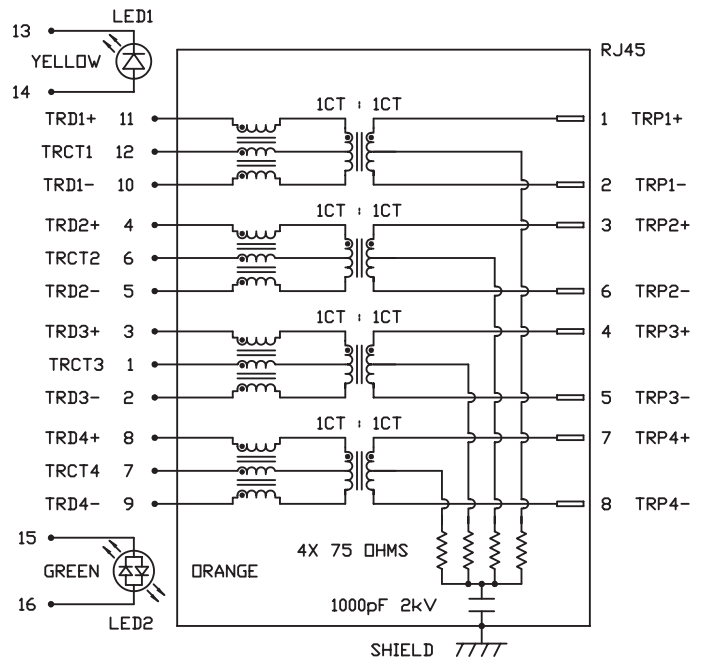 LED1
13
YELLOW
14
RJ45
1CT : 1CT
TRD1+ 11
1 TRP1+
TRCT1 12
TRD1- 10
2 TRP1-
1CT : 1CT
TRD2+ 4
3 TRP2+
TRCT2 6
TRD2- 5
6 TRP2-
1CT : 1CT
TRD3+ 3
4 TRP3+
TRCT3 1
TRD3- 2
5 TRP3-
1CT : 1CT
TRD4+ 8
7 TRP4+
TRCT4 7
TRD4- 9
8 TRP4-
15
4X 75 OHMS
GREEN
ORANGE
16
1000pF 2kV
LED2
SHIELD